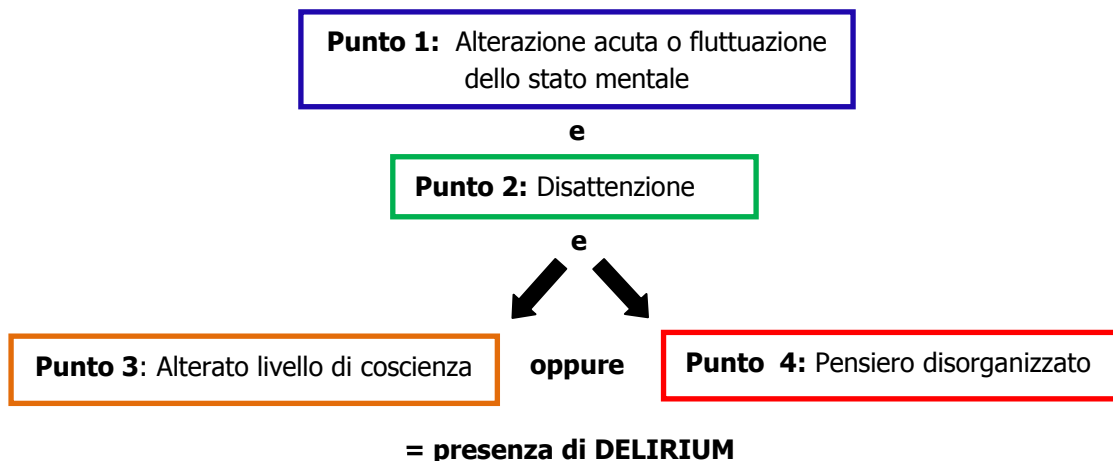 Punto 1: Alterazione acuta o fluttuazione
dello stato mentale
e
Punto 2: Disattenzione
e
Punto 3: Alterato livello di coscienza
oppure
Punto 4: Pensiero disorganizzato
= presenza di DELIRIUM